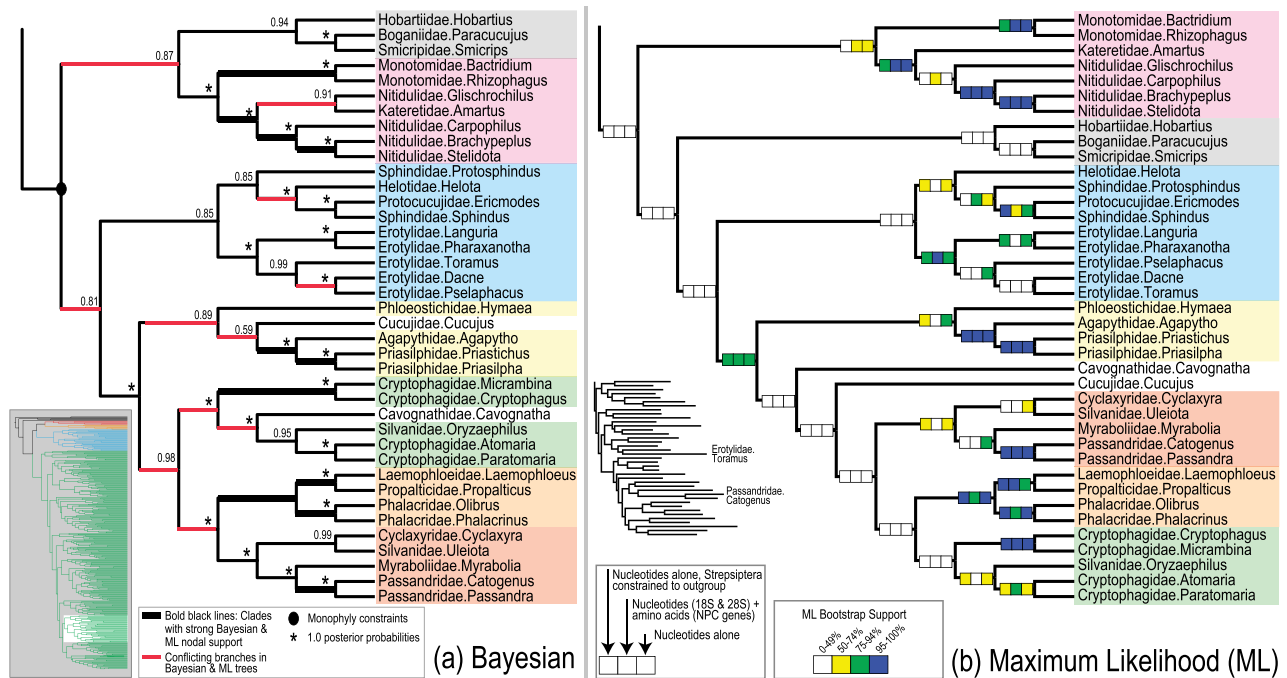 Hobartiidae.Hobartius
Boganiidae.Paracucujus
Smicripidae.Smicrips
Monotomidae.Bactridium
Monotomidae.Rhizophagus
Nitidulidae.Glischrochilus
Kateretidae.Amartus
Nitidulidae.Carpophilus
Nitidulidae.Brachypeplus
Nitidulidae.Stelidota
Sphindidae.Protosphindus
Helotidae.Helota
Protocucujidae.Ericmodes
Sphindidae.Sphindus
Erotylidae.Languria
Erotylidae.Pharaxanotha
Erotylidae.Toramus
Erotylidae.Dacne
Erotylidae.Pselaphacus
Phloeostichidae.Hymaea
Cucujidae.Cucujus
Agapythidae.Agapytho
Priasilphidae.Priastichus
Priasilphidae.Priasilpha
Cryptophagidae.Micrambina
Cryptophagidae.Cryptophagus
Cavognathidae.Cavognatha
Silvanidae.Oryzaephilus
Cryptophagidae.Atomaria
Cryptophagidae.Paratomaria
Laemophloeidae.Laemophloeus
Propalticidae.Propalticus
Phalacridae.Olibrus
Phalacridae.Phalacrinus
Cyclaxyridae.Cyclaxyra
Silvanidae.Uleiota
Myraboliidae.Myrabolia
Passandridae.Catogenus
Passandridae.Passandra
0.94
*
0.87
*
*
0.91
*
*
*
0.85
*
*
0.85
*
*
0.99
*
0.81
0.89
0.59
*
*
*
*
*
*
0.95
*
0.98
*
*
*
0.99
*
*
*
Bold black lines: Clades
with strong Bayesian &
ML nodal support
Conflicting branches in
Bayesian & ML trees
Monophyly constraints
* 1.0 posterior probabilities
(a) Bayesian
Monotomidae.Bactridium
Monotomidae.Rhizophagus
Kateretidae.Amartus
Nitidulidae.Glischrochilus
Nitidulidae.Carpophilus
Nitidulidae.Brachypeplus
Nitidulidae.Stelidota
Hobartiidae.Hobartius
Boganiidae.Paracucujus
Smicripidae.Smicrips
Helotidae.Helota
Sphindidae.Protosphindus
Protocucujidae.Ericmodes
Sphindidae.Sphindus
Erotylidae.Languria
Erotylidae.Pharaxanotha
Erotylidae.Pselaphacus
Erotylidae.Dacne
Erotylidae.Toramus
Phloeostichidae.Hymaea
Agapythidae.Agapytho
Priasilphidae.Priastichus
Priasilphidae.Priasilpha
Cavognathidae.Cavognatha
Cucujidae.Cucujus
Cyclaxyridae.Cyclaxyra
Silvanidae.Uleiota
Myraboliidae.Myrabolia
Passandridae.Catogenus
Passandridae.Passandra
Laemophloeidae.Laemophloeus
Propalticidae.Propalticus
Phalacridae.Olibrus
Phalacridae.Phalacrinus
Cryptophagidae.Cryptophagus
Cryptophagidae.Micrambina
Silvanidae.Oryzaephilus
Cryptophagidae.Atomaria
Cryptophagidae.Paratomaria
Erotylidae.
Toramus
Passandridae.
Catogenus
Nucleotides alone, Strepsiptera
constrained to outgroup
Nucleotides (18S & 28S) +
amino acids (NPC genes)
Nucleotides alone
ML Bootstrap Support
0-49%
50-74%
75-94%
95-100%
(b) Maximum Likelihood (ML)